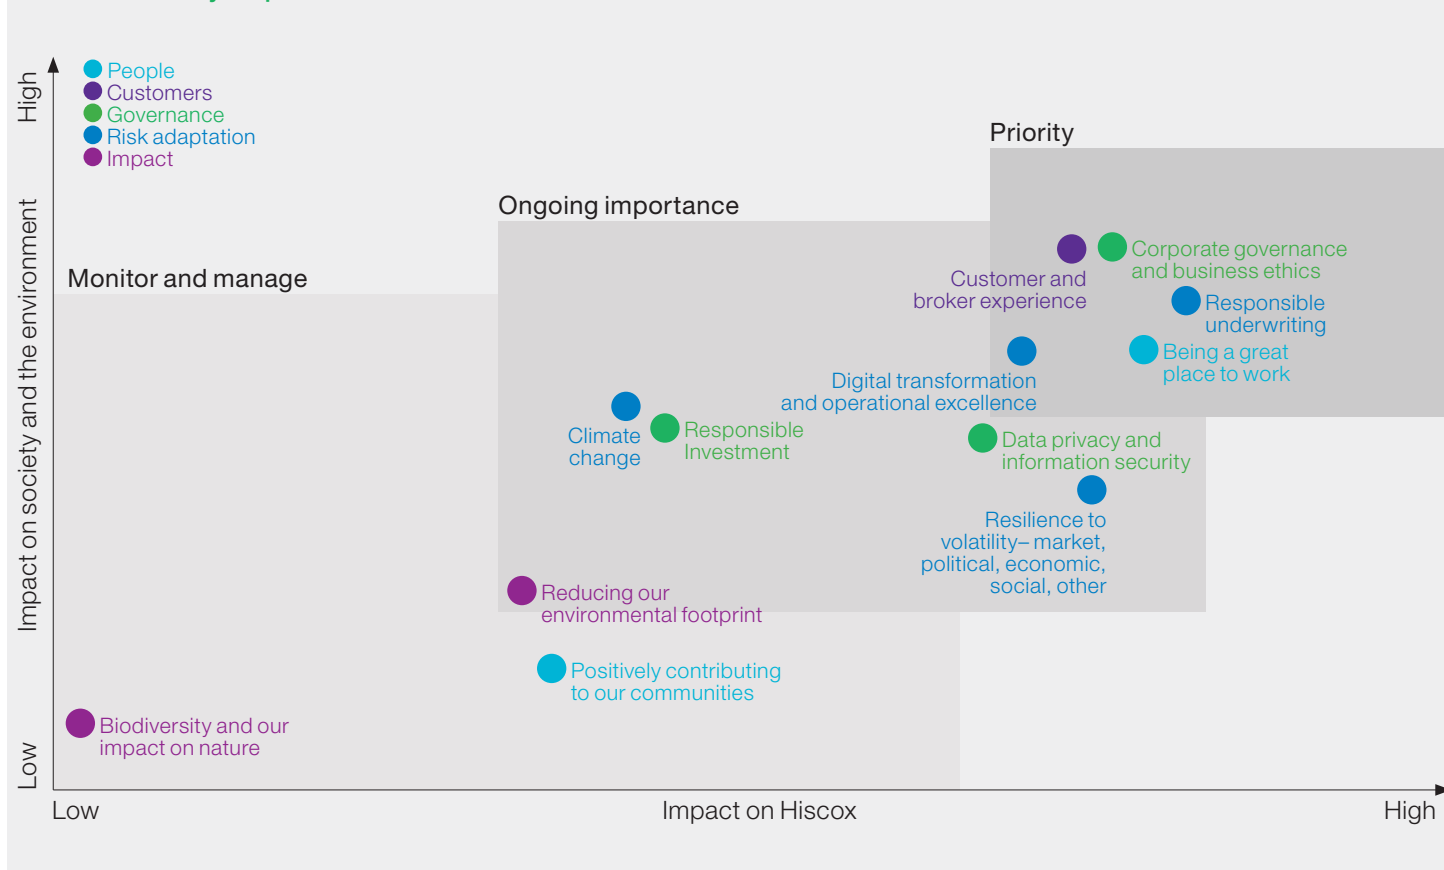 High
People
Customers
Governance
Risk adaptation
Impact
Priority
Ongoing importance
Monitor and manage
Impact on society and the environment
Customer and
broker experience
Corporate governance
and business ethics
Responsible
underwriting
Being a great
place to work
Digital transformation
and operational excellence
Climate
change
Responsible
Investment
Data privacy and
information security
Resilience to
volatility– market,
political, economic,
social, other
Reducing our
environmental footprint
Positively contributing
to our communities
Biodiversity and our
impact on nature
Low
Low
Impact on Hiscox
High